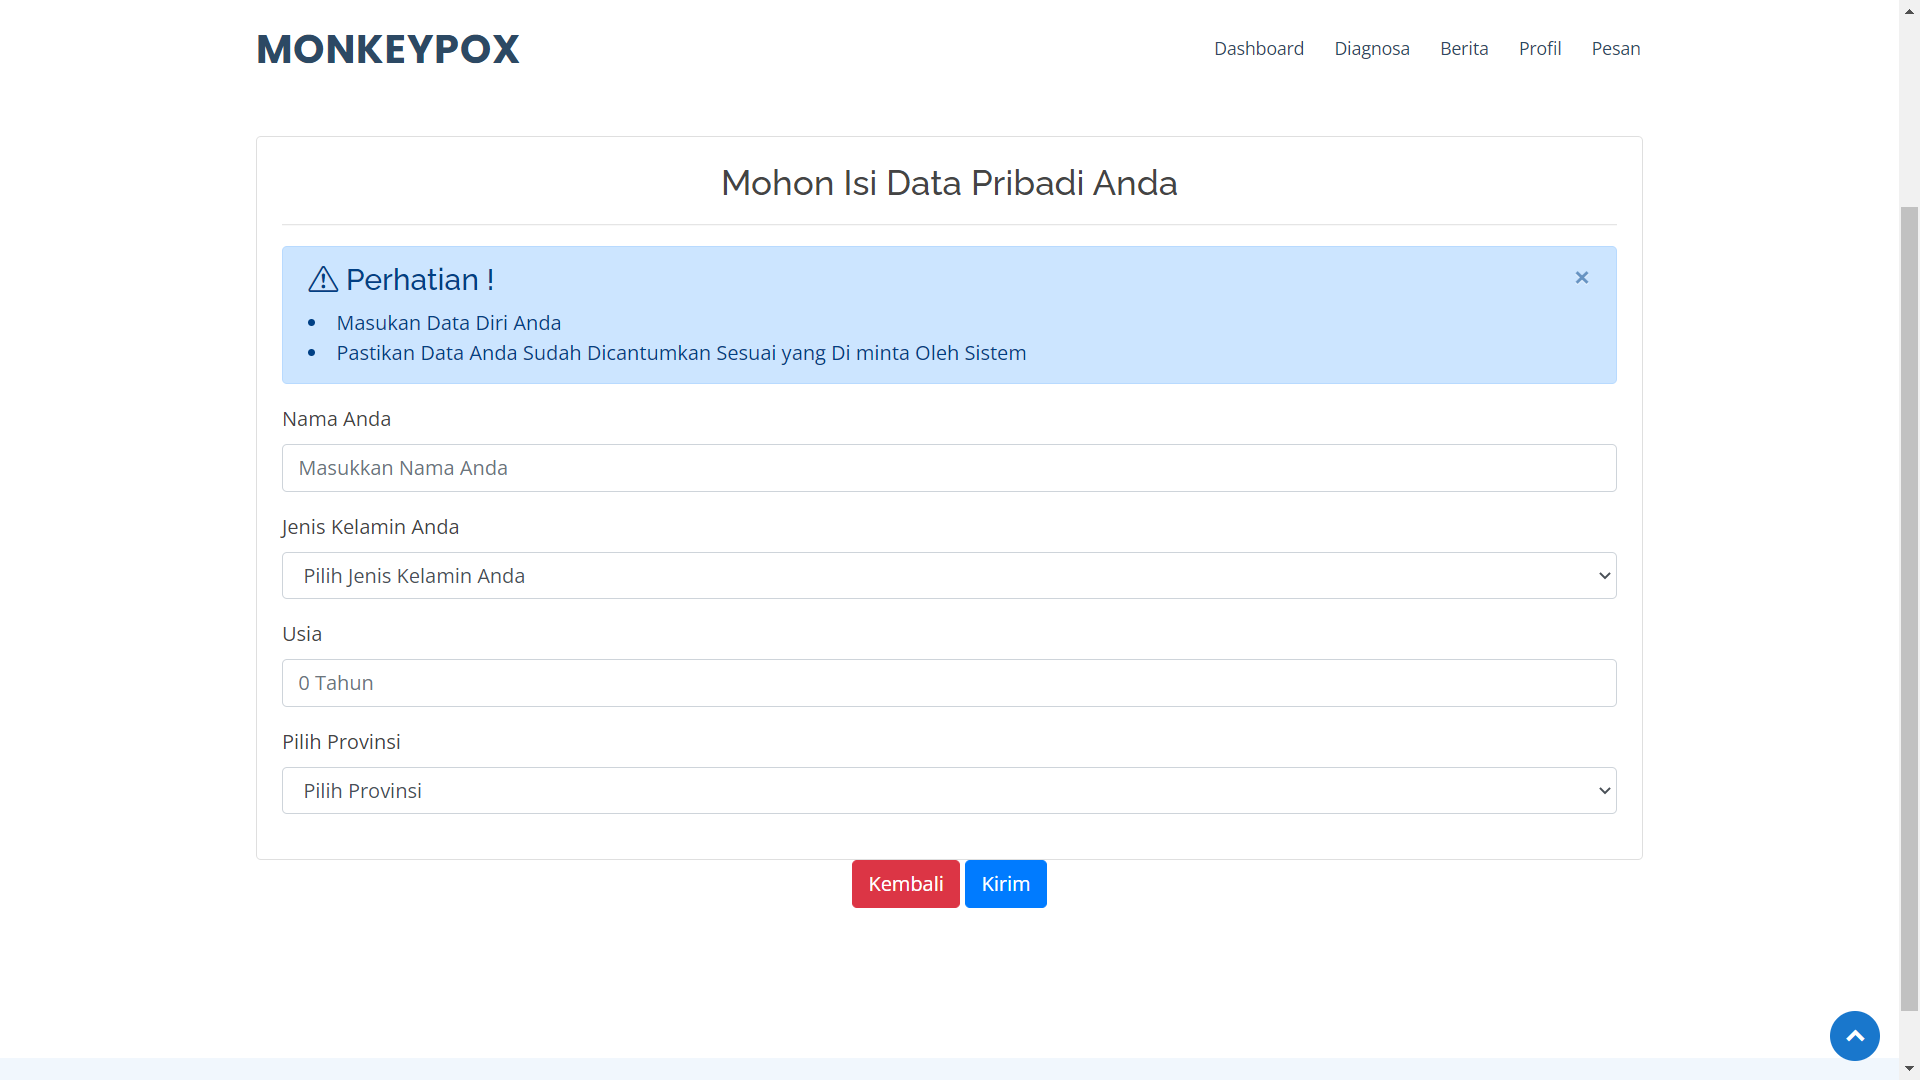 MONKEYPOX
Dashboard Diagnosa Berita Profil Pesan
Mohon Isi Data Pribadi Anda
Perhatian !
×
• Masukan Data Diri Anda
• Pastikan Data Anda Sudah Dicantumkan Sesuai yang Di minta Oleh Sistem
Nama Anda
Masukkan Nama Anda
Jenis Kelamin Anda
Pilih Jenis Kelamin Anda
Usia
0 Tahun
Pilih Provinsi
Pilih Provinsi
Kembali Kirim